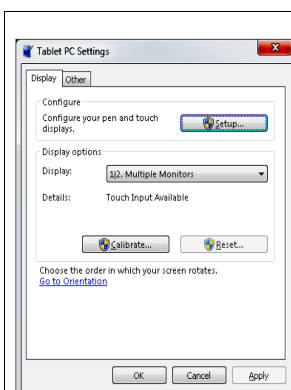 Tablet PC Settings
Display Other
Configure
Configure your pen and touch
displays.
Setup...
Display options
Display: 1|2. Multiple Monitors
Details: Touch Input Available
Calibrate... Reset...
Choose the order in which your screen rotates.
Go to Orientation
OK Cancel Apply